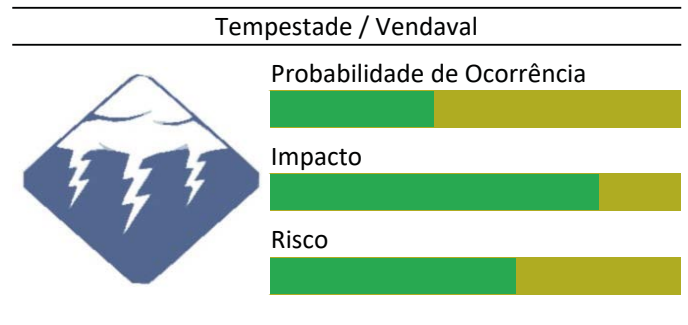 Tempestade / Vendaval
Probabilidade de Ocorrência
Impacto
Risco